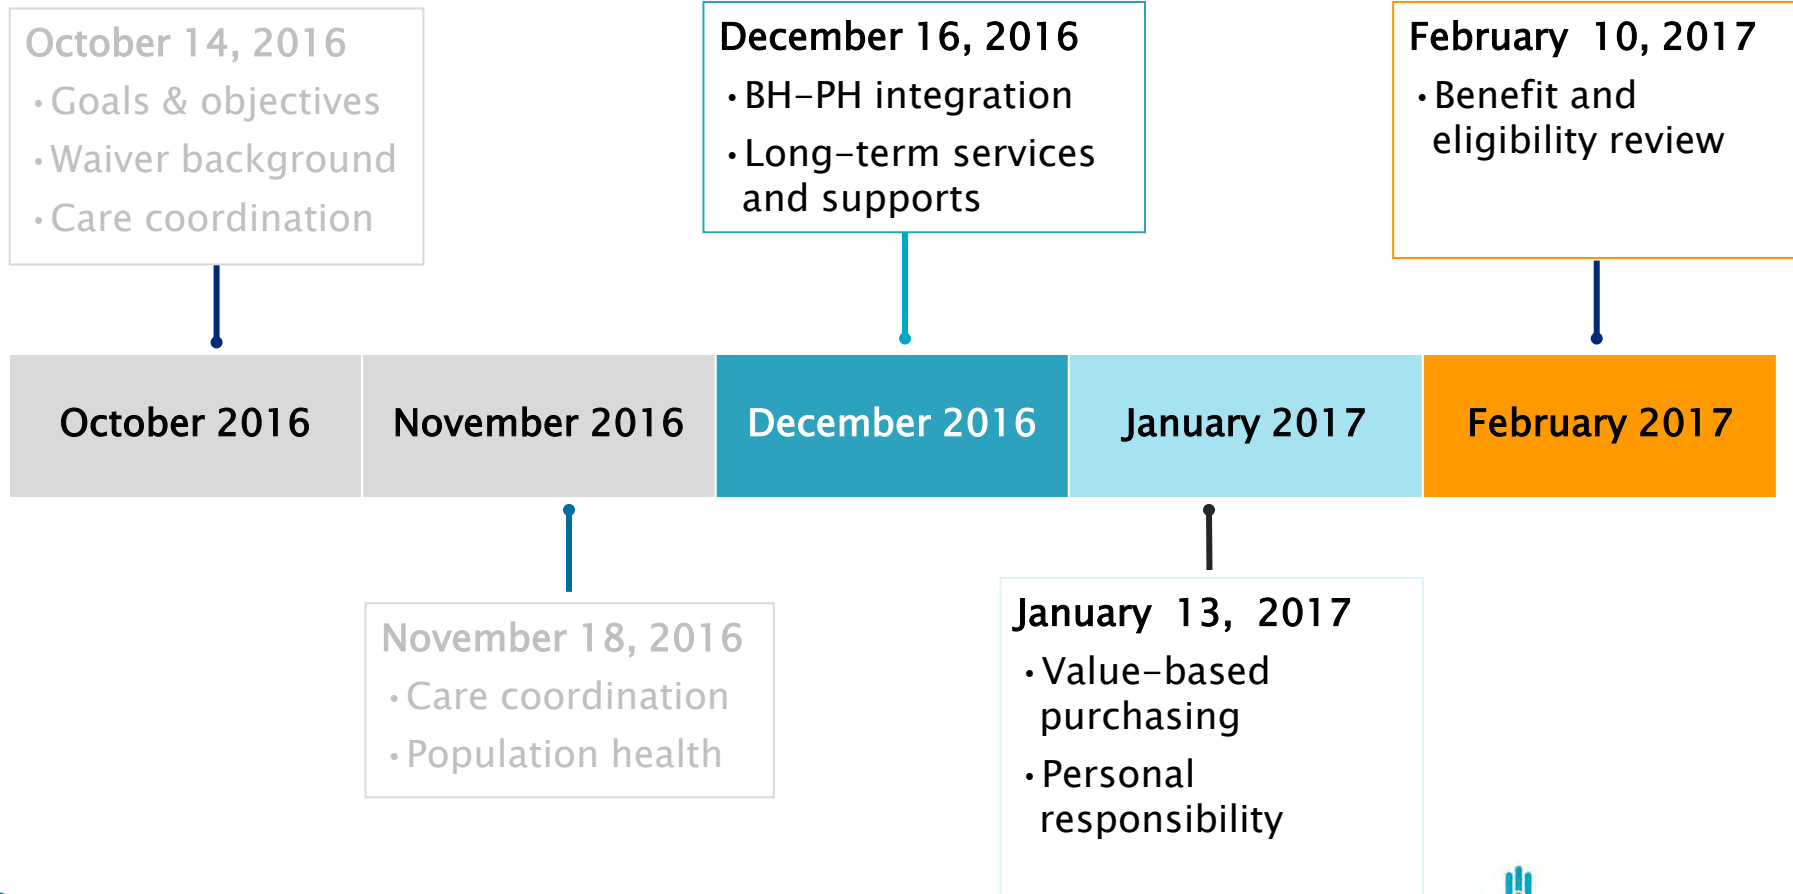 October 14, 2016
•Goals & objectives
•Waiver background
•Care coordination
December 16, 2016
•BH-PH integration
•Long-term services
and supports
February 10, 2017
•Benefit and
eligibility review
October 2016
November 2016
December 2016
January 2017
February 2017
November 18, 2016
•Care coordination
•Population health
January 13, 2017
•Value-based
purchasing
•Personal
responsibility